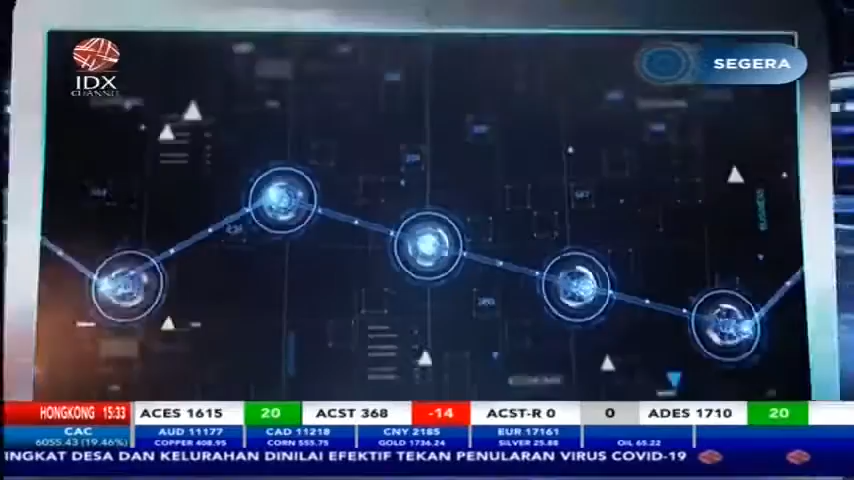 IDX
CHANNEL
SEGERA
BUSINESS
HONGKONG 15:33 ACES 1615 20 ACST 368 -14 ACST-R 0 0 ADES 1710 20
CAC AUD 11177 CAD 11218 CNY 2185 EUR 17161
6055.43 (19.46%) COPPER 408.95 CORN 555.75 GOLD 1736.24 SILVER 25.88 OIL 65.22
TINGKAT DESA DAN KELURAHAN DINILAI EFEKTIF TEKAN PENULARAN VIRUS COVID-19